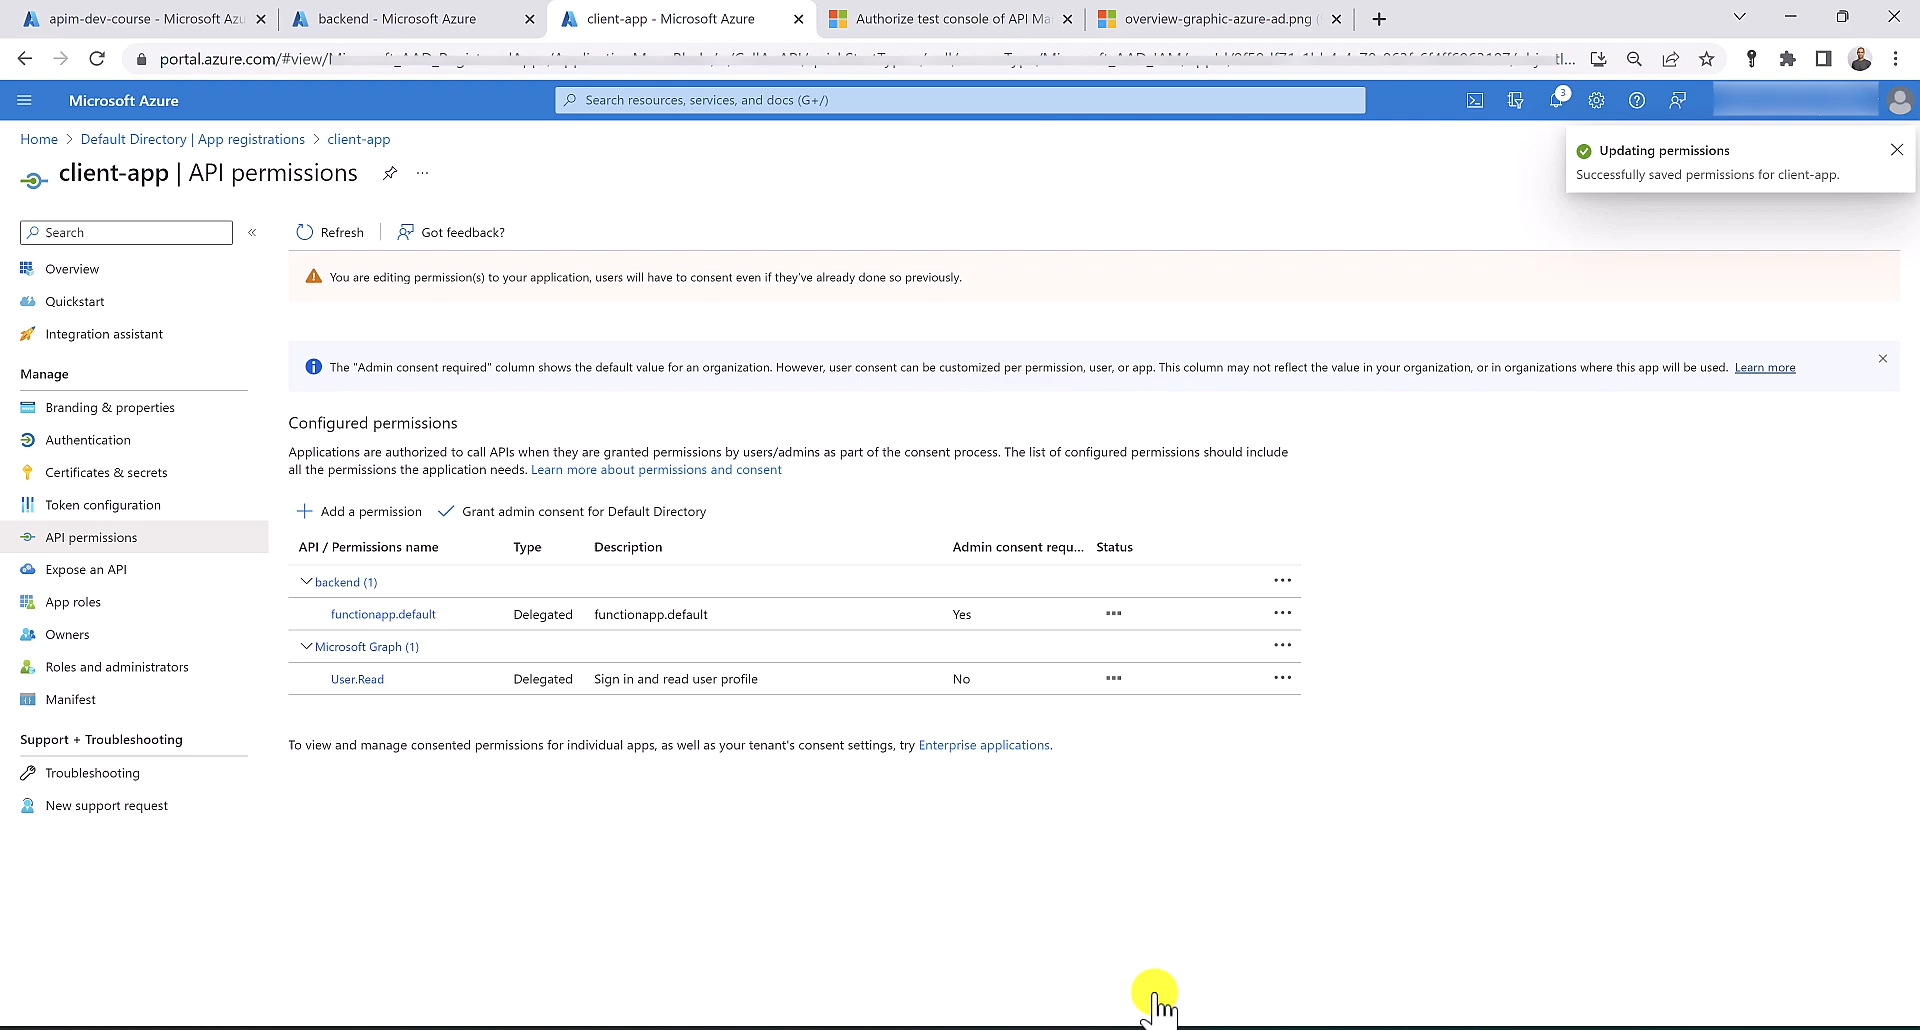 apim-dev-course - Microsoft Azu
backend - Microsoft Azure
client-app - Microsoft Azure
Authorize test console of API Ma
overview-graphic-azure-ad.png (
portal.azure.com/#view/
Microsoft Azure
Search resources, services, and docs (G+/)
3
Home > Default Directory | App registrations > client-app
client-app | API permissions
...
Updating permissions
Successfully saved permissions for client-app.
Search
«
Refresh
Got feedback?
You are editing permission(s) to your application, users will have to consent even if they've already done so previously.
The "Admin consent required" column shows the default value for an organization. However, user consent can be customized per permission, user, or app. This column may not reflect the value in your organization, or in organizations where this app will be used. Learn more
Overview
Quickstart
Integration assistant
Manage
Branding & properties
Authentication
Certificates & secrets
Token configuration
API permissions
Expose an API
App roles
Owners
Roles and administrators
Manifest
Support + Troubleshooting
Troubleshooting
New support request
Configured permissions
Applications are authorized to call APIs when they are granted permissions by users/admins as part of the consent process. The list of configured permissions should include
all the permissions the application needs. Learn more about permissions and consent
Add a permission
Grant admin consent for Default Directory
API / Permissions name Type Description Admin consent requ... Status
backend (1)
functionapp.default Delegated functionapp.default Yes
Microsoft Graph (1)
User.Read Delegated Sign in and read user profile No
To view and manage consented permissions for individual apps, as well as your tenant's consent settings, try Enterprise applications.